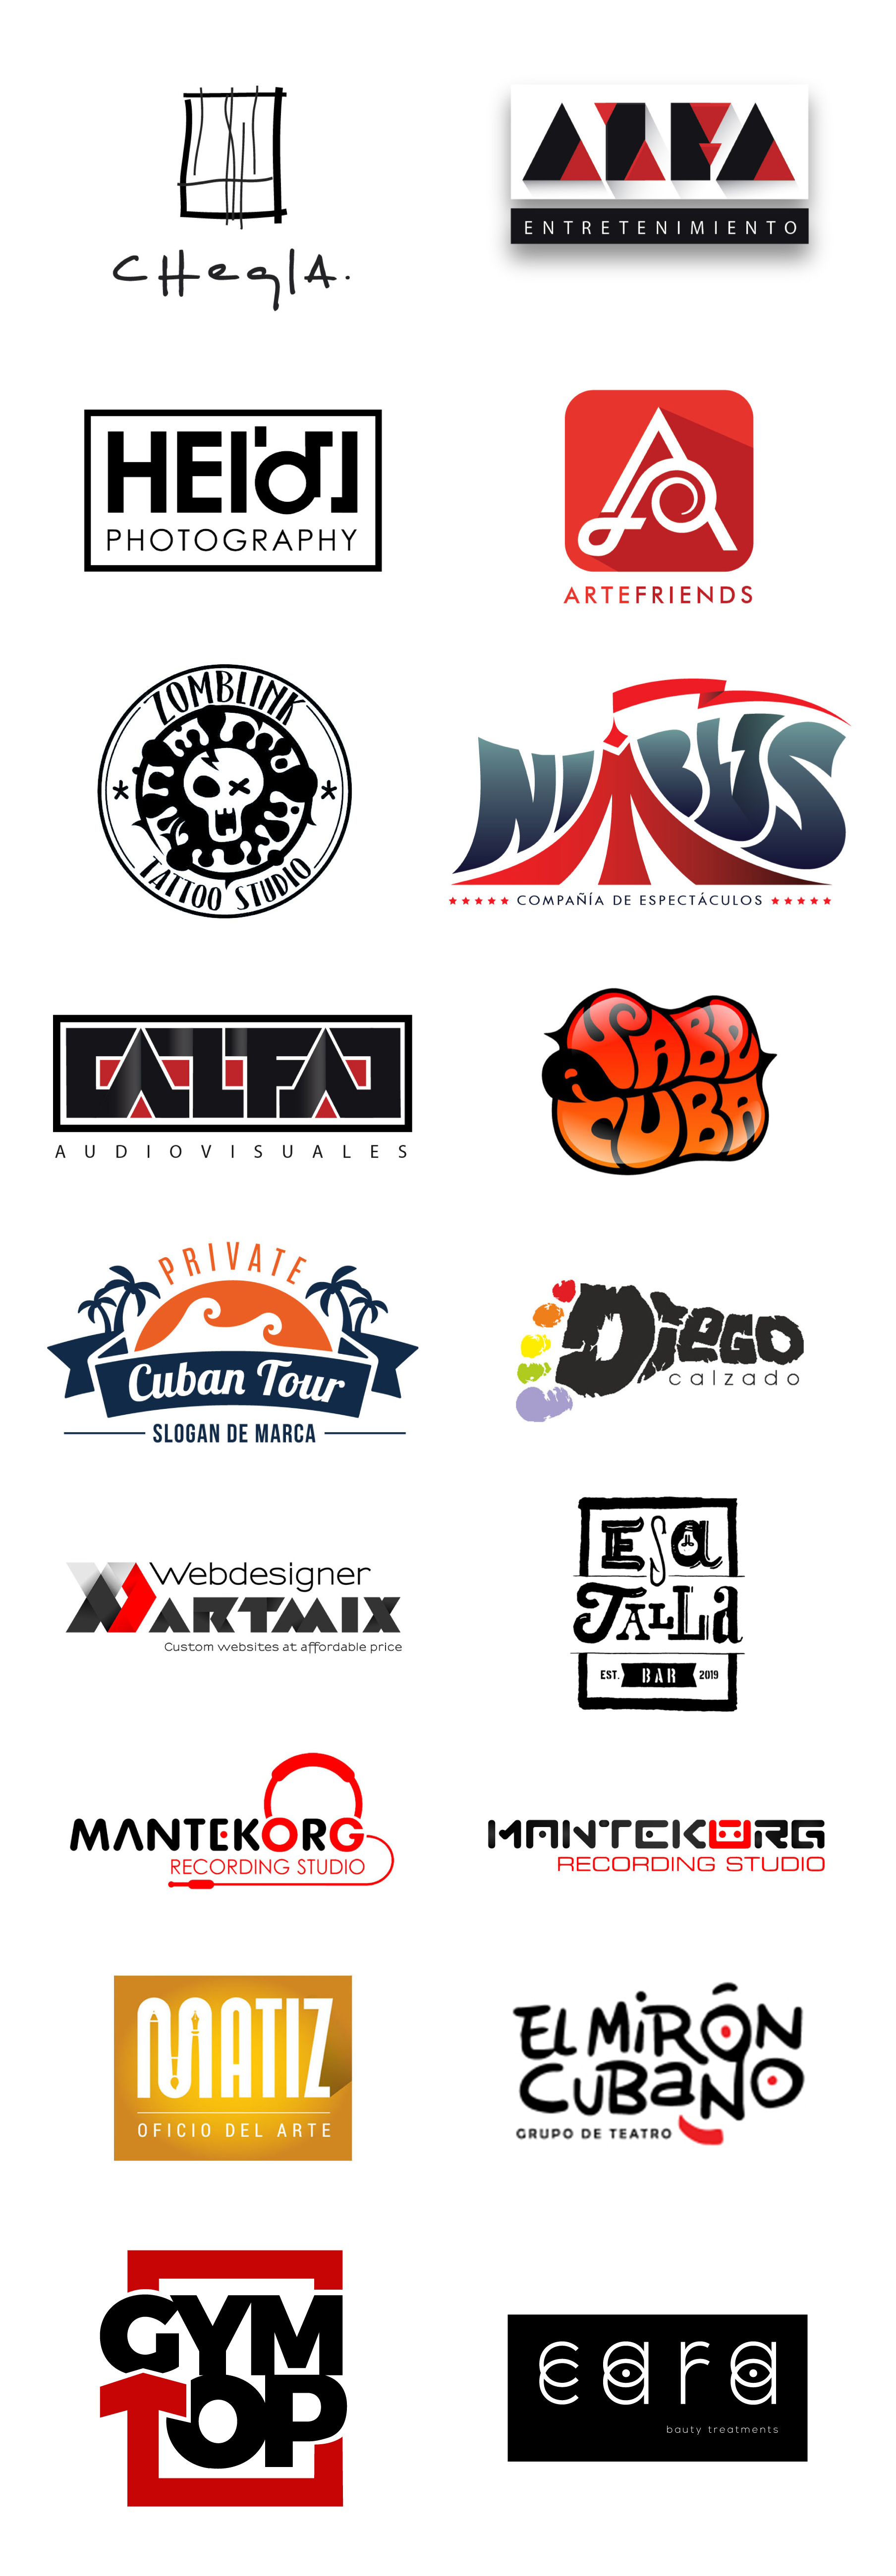 CHeglA.
ALFA
ENTRETENIMIENTO
HEIDI
PHOTOGRAPHY
ARTEFRIENDS
ZOMBLINK
TATTOO STUDIO
NIMBUS
COMPAÑÍA DE ESPECTÁCULOS
CALFAD
AUDIOVISUALES
A SABOR
CUBA
PRIVATE
Cuban Tour
SLOGAN DE MARCA
DiEGO
calzado
Webdesigner
ARTMIX
Custom websites at affordable price
ESa
TALLa
EST. BAR 2019
MANTEKORG
RECORDING STUDIO
MANTEKORG
RECORDING STUDIO
MATIZ
OFICIO DEL ARTE
EL MiRÓN
CUBaNO
GRUPO DE TEATRO
GYM
TOP
cara
bauty treatments